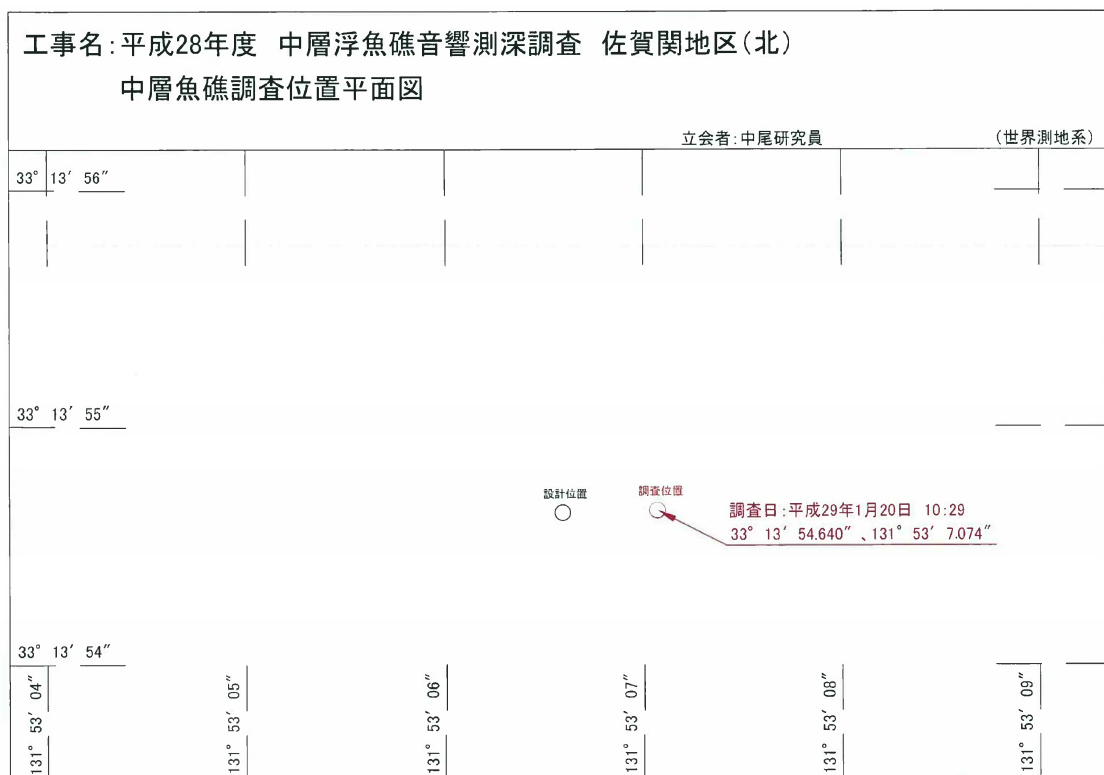 工事名:平成28年度 中層浮魚礁音響測深調査 佐賀関地区(北)
中層魚礁調査位置平面図
立会者:中尾研究員
(世界測地系)
33° 13′ 56″
33° 13′ 55″
設計位置
調査位置
調査日:平成29年1月20日 10:29
33° 13′ 54.640″、131° 53′ 7.074″
33° 13′ 54″
131° 53′ 04″
131° 53′ 05″
131° 53′ 06″
131° 53′ 07″
131° 53′ 08″
131° 53′ 09″